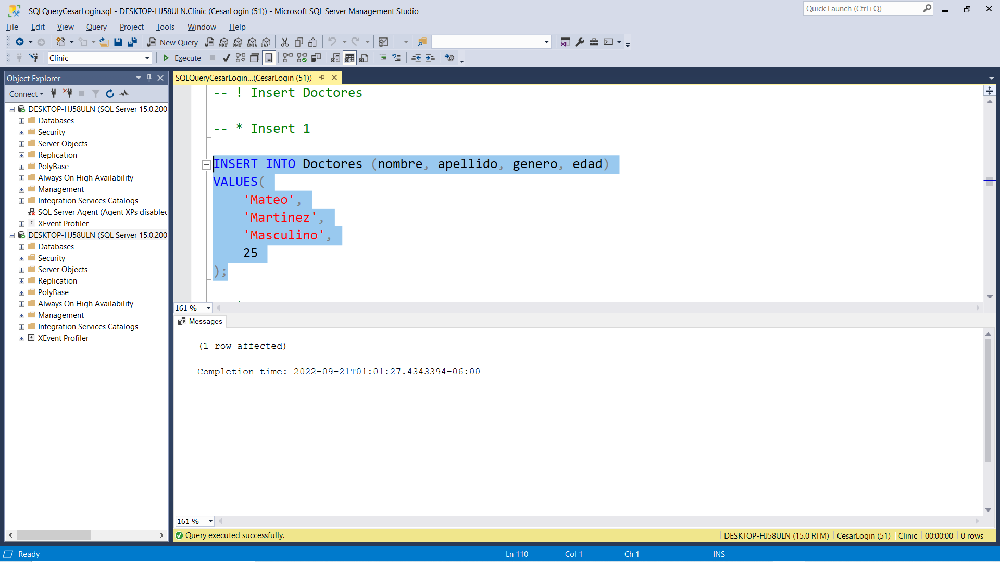 SQLQueryCesarLogin.sql - DESKTOP-HJ58ULN.Clinic (CesarLogin (51)) - Microsoft SQL Server Management Studio
Quick Launch (Ctrl+Q)
File Edit View Query Project Tools Window Help
New Query MDX DMX XMLA DAX
Clinic Execute
Object Explorer
Connect
DESKTOP-HJ58ULN (SQL Server 15.0.200
Databases
Security
Server Objects
Replication
PolyBase
Always On High Availability
Management
Integration Services Catalogs
SQL Server Agent (Agent XPs disabled
XEvent Profiler
DESKTOP-HJ58ULN (SQL Server 15.0.200
Databases
Security
Server Objects
Replication
PolyBase
Always On High Availability
Management
Integration Services Catalogs
XEvent Profiler
SQLQueryCesarLogin...(CesarLogin (51))
-- ! Insert Doctores
-- * Insert 1
INSERT INTO Doctores (nombre, apellido, genero, edad)
VALUES(
'Mateo',
'Martinez',
'Masculino',
25
);
161 %
Messages
(1 row affected)
Completion time: 2022-09-21T01:01:27.4343394-06:00
161 %
Query executed successfully.
DESKTOP-HJ58ULN (15.0 RTM) CesarLogin (51) Clinic 00:00:00 0 rows
Ready Ln 110 Col 1 Ch 1 INS